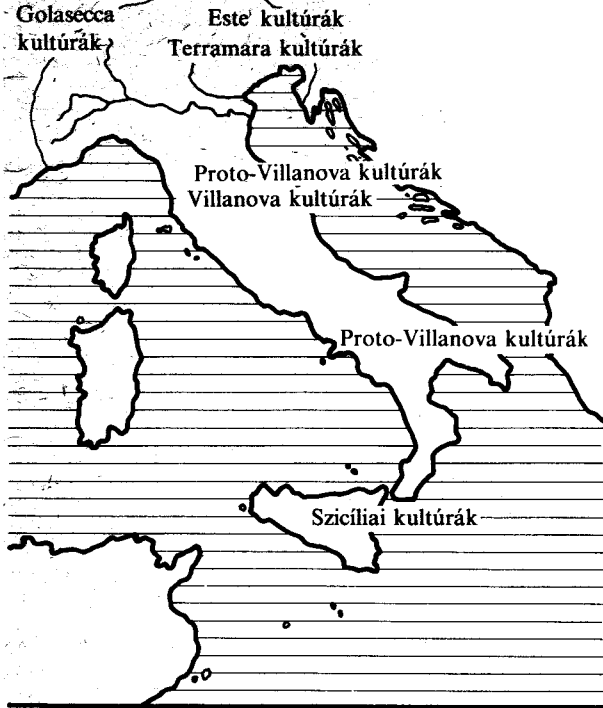 Golasecca
kultúrák
Este kultúrák
Terramara kultúrák
Proto-Villanova kultúrák
Villanova kultúrák
Proto-Villanova kultúrák
Szicíliai kultúrák